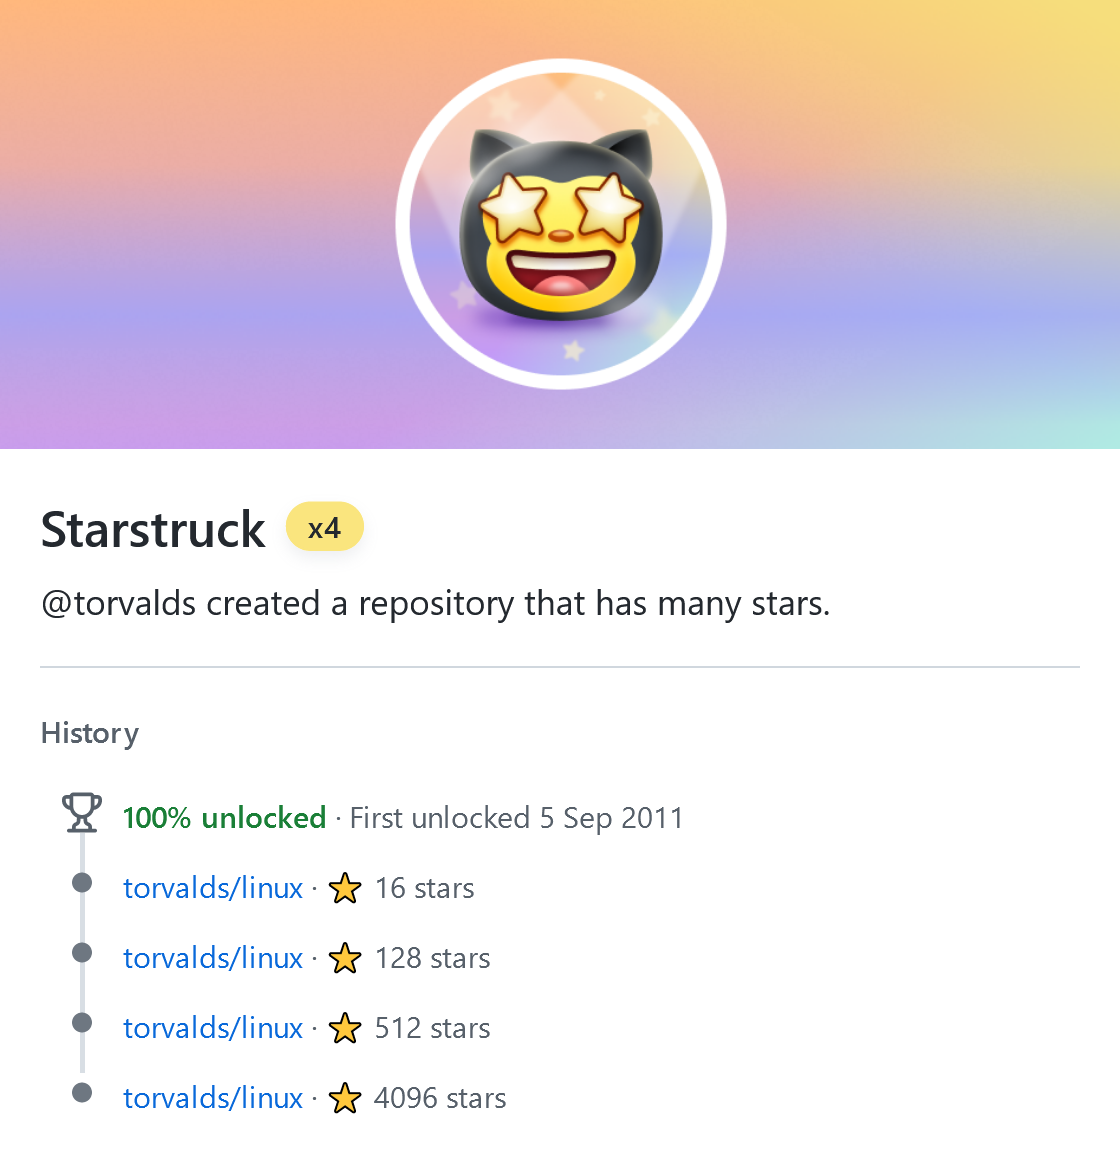 Starstruck x4
@torvalds created a repository that has many stars.
History
100% unlocked · First unlocked 5 Sep 2011
torvalds/linux · ⭐ 16 stars
torvalds/linux · ⭐ 128 stars
torvalds/linux · ⭐ 512 stars
torvalds/linux · ⭐ 4096 stars